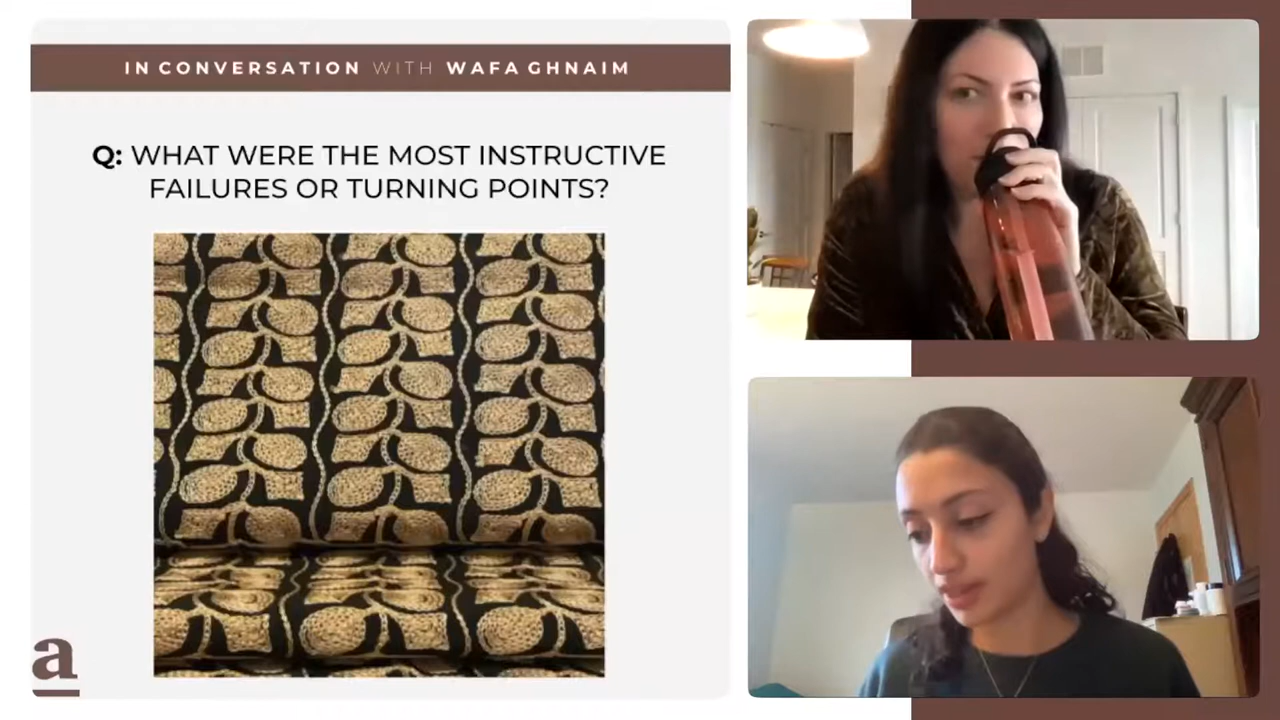 IN CONVERSATION WITH WAFA GHNAIM
Q: WHAT WERE THE MOST INSTRUCTIVE
FAILURES OR TURNING POINTS?
a